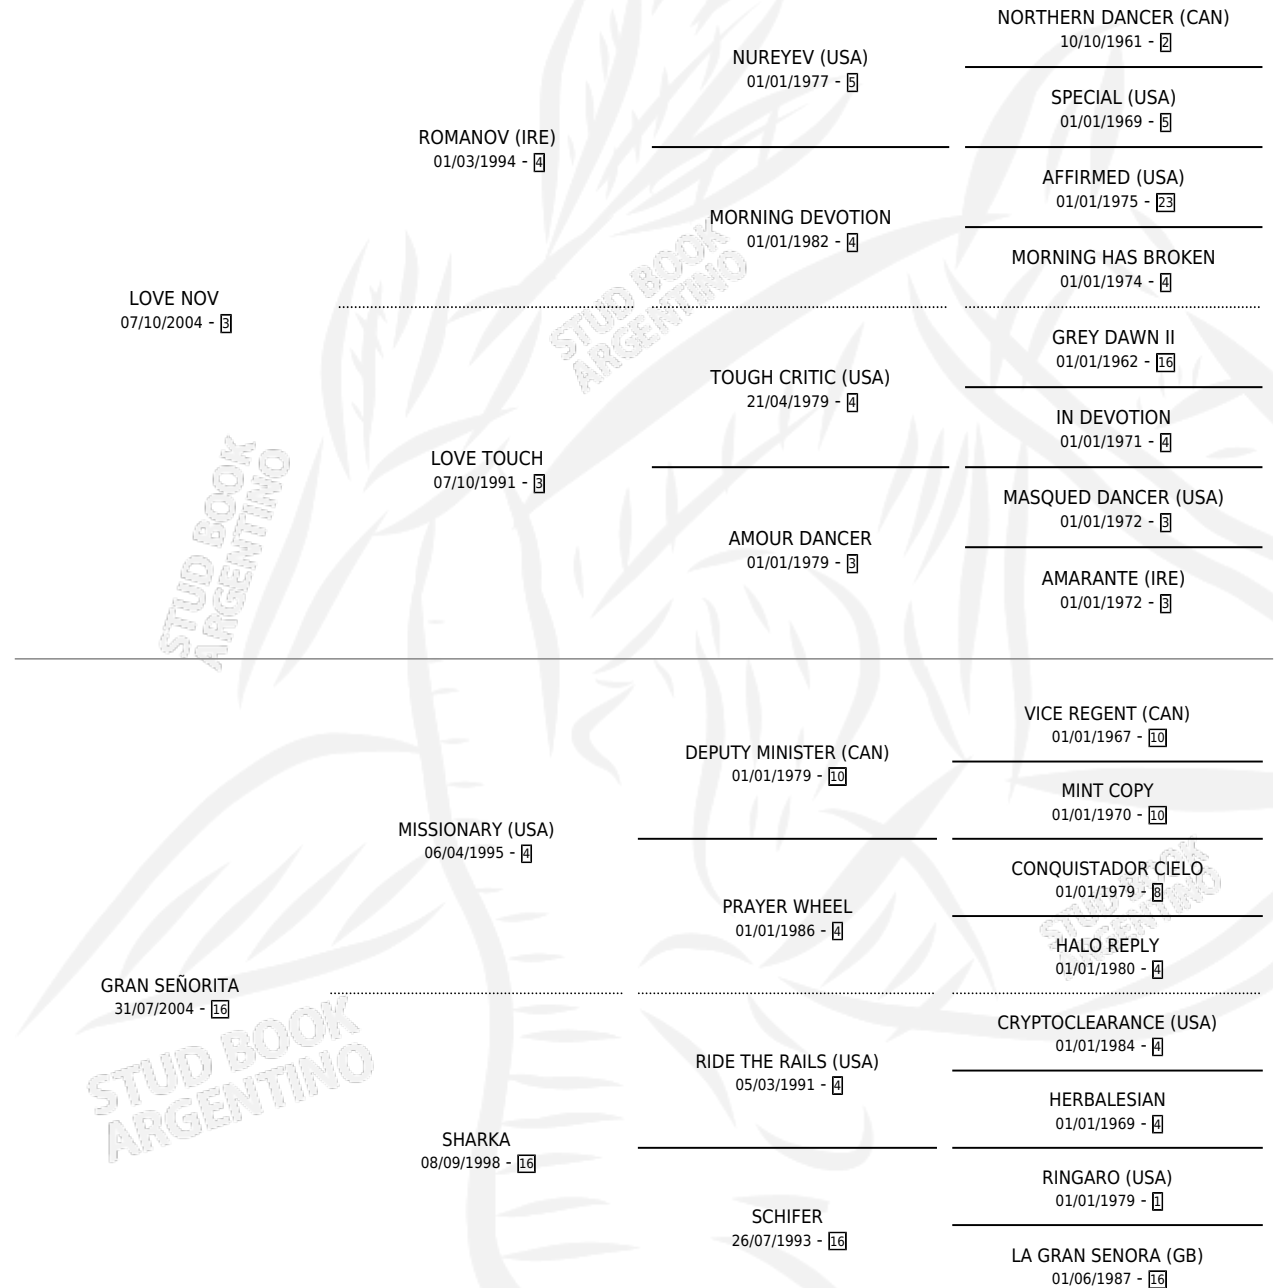 NORTHERN DANCER (CAN)
10/10/1961 - 2
NUREYEV (USA)
01/01/1977 - 5
SPECIAL (USA)
01/01/1969 - 5
ROMANOV (IRE)
01/03/1994 - 4
AFFIRMED (USA)
01/01/1975 - 23
MORNING DEVOTION
01/01/1982 - 4
MORNING HAS BROKEN
01/01/1974 - 4
LOVE NOV
07/10/2004 - 3
GREY DAWN II
01/01/1962 - 16
TOUGH CRITIC (USA)
21/04/1979 - 4
IN DEVOTION
01/01/1971 - 4
LOVE TOUCH
07/10/1991 - 3
MASQUED DANCER (USA)
01/01/1972 - 3
AMOUR DANCER
01/01/1979 - 3
AMARANTE (IRE)
01/01/1972 - 3
STUD BOOK
ARGENTINO
STUD BOOK
ARGENTINO
VICE REGENT (CAN)
01/01/1967 - 10
DEPUTY MINISTER (CAN)
01/01/1979 - 10
MINT COPY
01/01/1970 - 10
MISSIONARY (USA)
06/04/1995 - 4
CONQUISTADOR CIELO
01/01/1979 - 8
PRAYER WHEEL
01/01/1986 - 4
HALO REPLY
01/01/1980 - 4
GRAN SEÑORITA
31/07/2004 - 16
CRYPTOCLEARANCE (USA)
01/01/1984 - 4
RIDE THE RAILS (USA)
05/03/1991 - 4
HERBALESIAN
01/01/1969 - 4
SHARKA
08/09/1998 - 16
RINGARO (USA)
01/01/1979 - 1
SCHIFER
26/07/1993 - 16
LA GRAN SENORA (GB)
01/06/1987 - 16
STUD BOOK
ARGENTINO
STUD BOOK
ARGENTINO